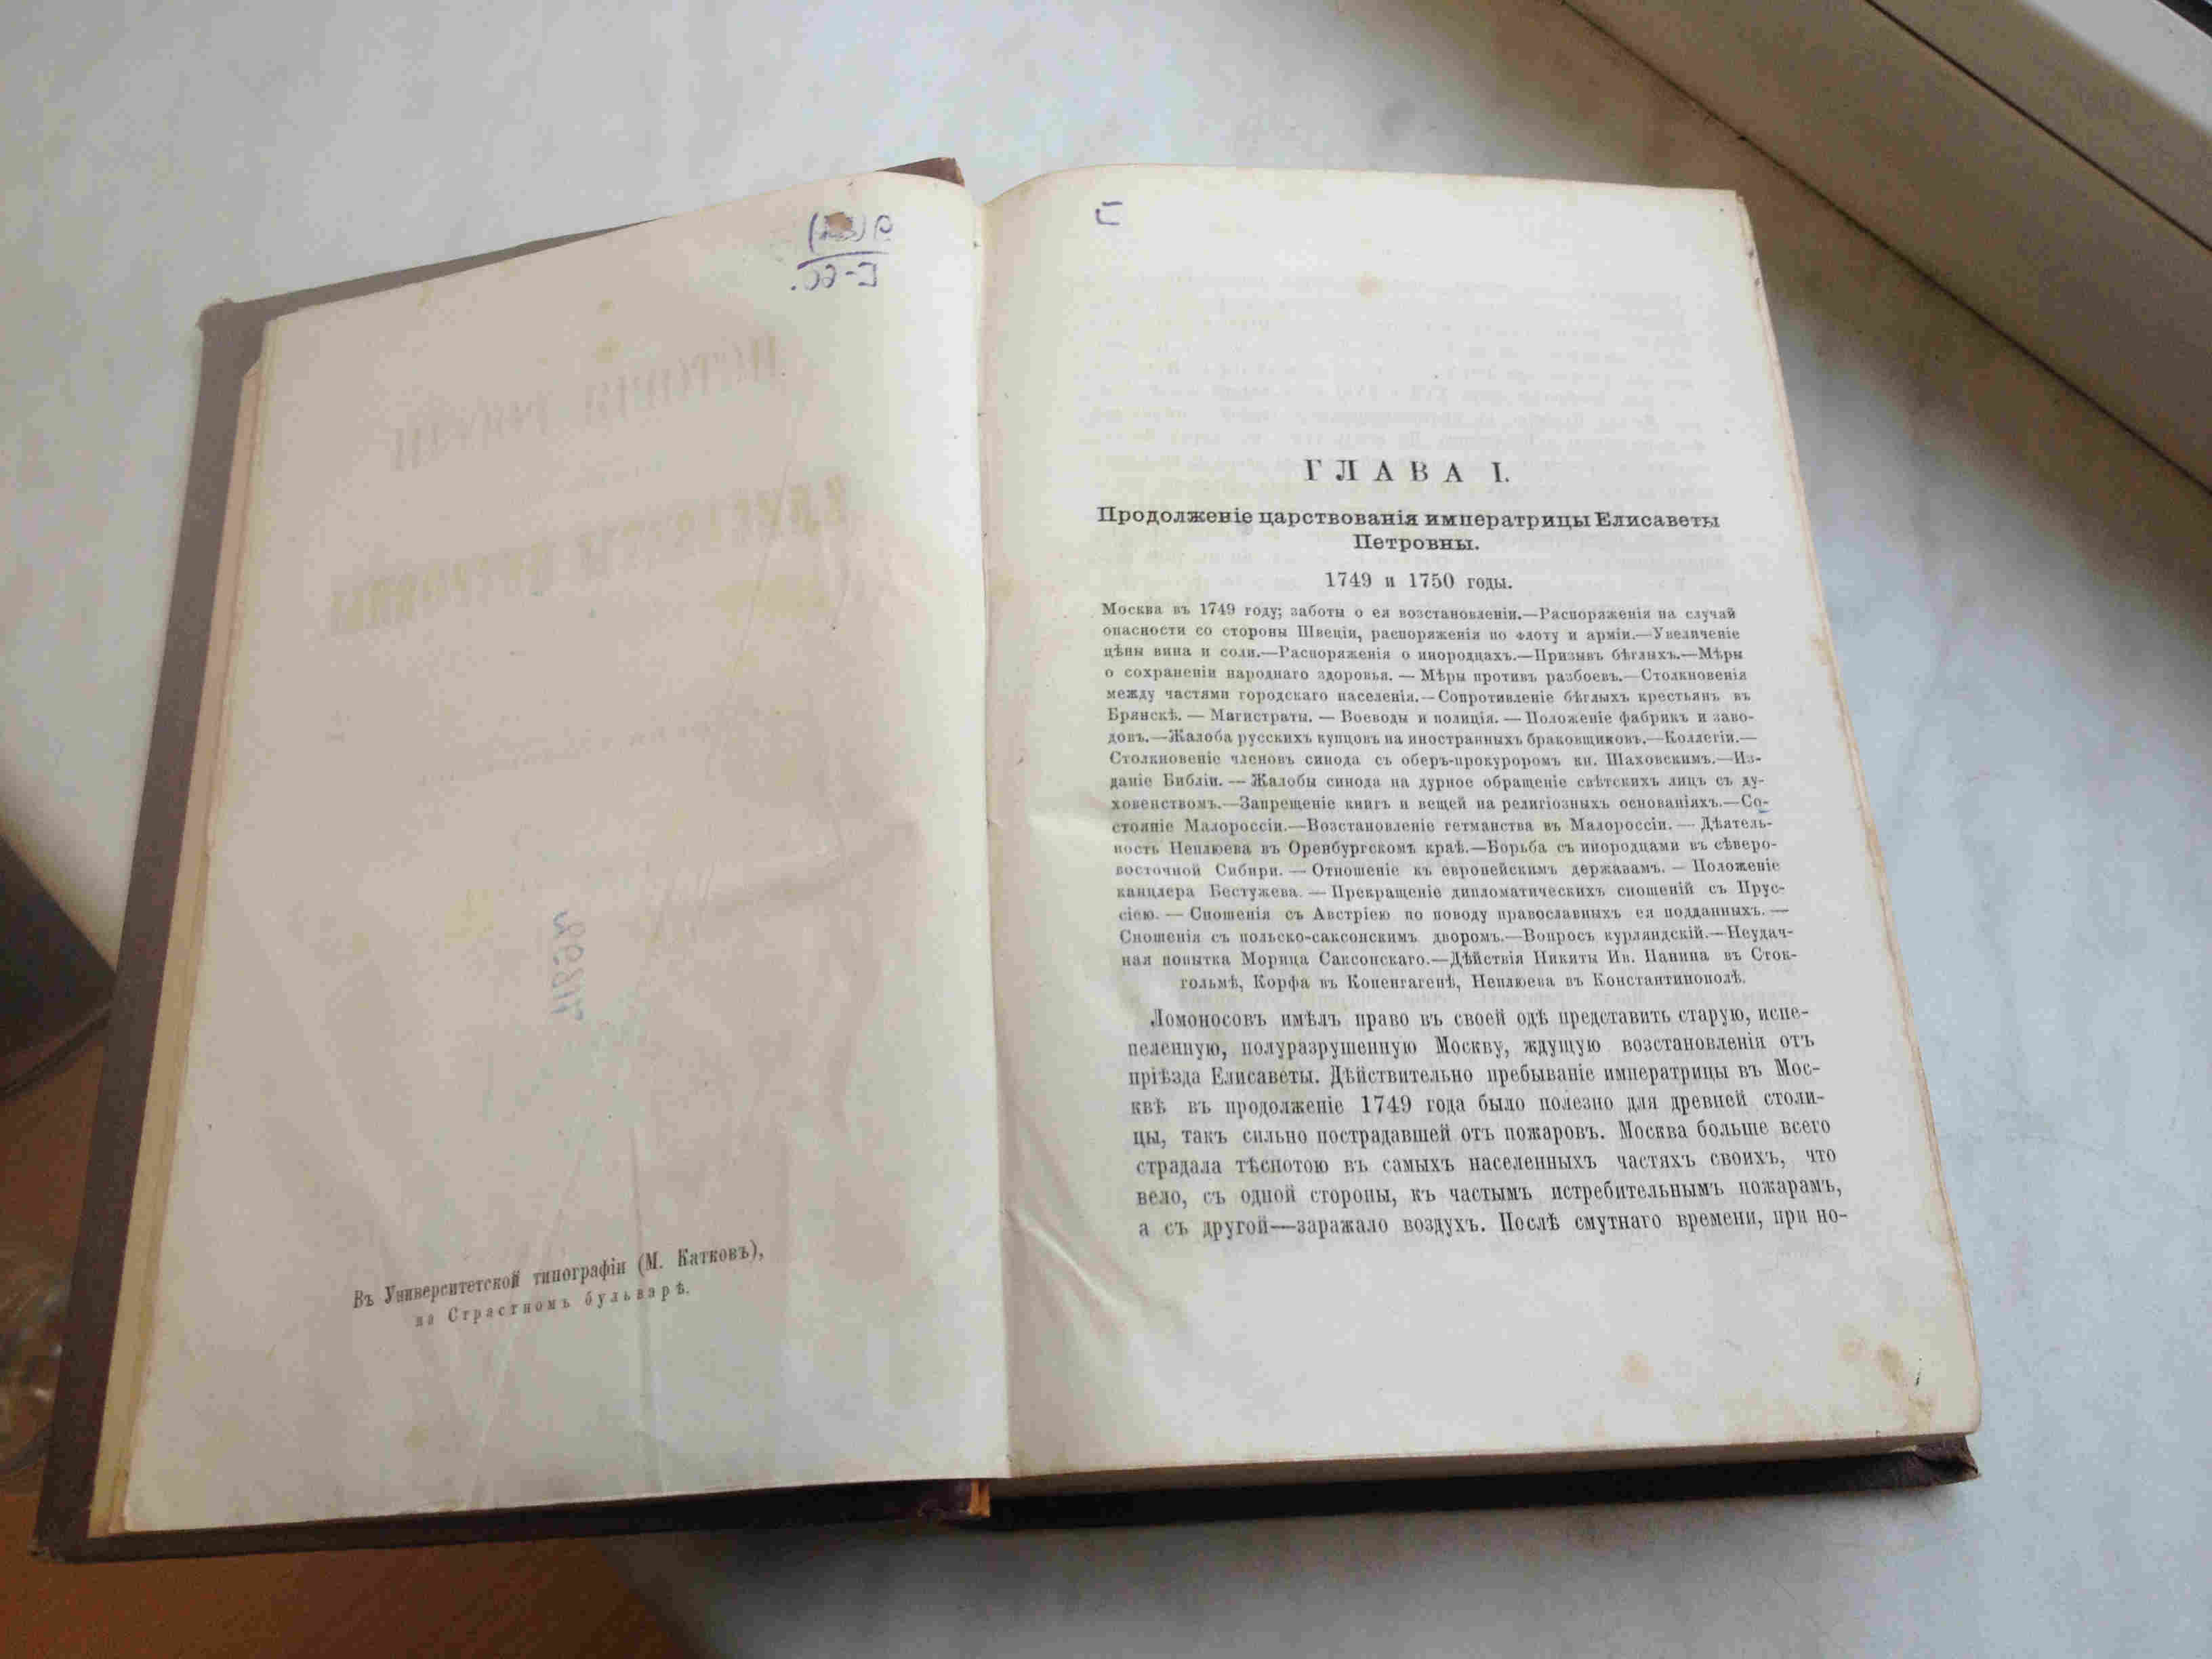 Въ Университетской типографіи (М. Катковъ),
на Страстномъ бульварѣ.
ГЛАВА I.
Продолженіе царствованія императрицы Елисаветы
Петровны.
1749 и 1750 годы.
Москва въ 1749 году; заботы о ея возстановленіи.—Распоряженія на случай
опасности со стороны Швеціи, распоряженія по флоту и арміи.—Увеличеніе
цѣны вина и соли.—Распоряженія о инородцахъ.—Призывъ бѣглыхъ.—Мѣры
о сохраненіи народнаго здоровья. — Мѣры противъ разбоевъ.—Столкновенія
между частями городскаго населенія.—Сопротивленіе бѣглыхъ крестьянъ въ
Брянскѣ. — Магистраты. — Воеводы и полиція. — Положеніе фабрикъ и заво-
довъ.—Жалоба русскихъ купцовъ на иностранныхъ браковщиковъ.—Коллегіи.—
Столкновеніе членовъ синода съ оберъ-прокуроромъ кн. Шаховскимъ.—Из-
даніе Библіи. — Жалобы синода на дурное обращеніе свѣтскихъ лицъ съ ду-
ховенствомъ.—Запрещеніе книгъ и вещей на религіозныхъ основаніяхъ.—Со-
стояніе Малороссіи.—Возстановленіе гетманства въ Малороссіи. — Дѣятель-
ность Неплюева въ Оренбургскомъ краѣ.—Борьба съ инородцами въ сѣверо-
восточной Сибири. — Отношеніе къ европейскимъ державамъ. — Положеніе
канцлера Бестужева. — Прекращеніе дипломатическихъ сношеній съ Прус-
сіею. — Сношенія съ Австріею по поводу православныхъ ея подданныхъ. —
Сношенія съ польско-саксонскимъ дворомъ.—Вопросъ курляндскій.—Неудач-
ная попытка Морица Саксонскаго.—Дѣйствія Никиты Ив. Панина въ Сток-
гольмѣ, Корфа въ Копенгагенѣ, Неплюева въ Константинополѣ.
Ломоносовъ имѣлъ право въ своей одѣ представить старую, испе-
пеленную, полуразрушенную Москву, ждущую возстановленія отъ
пріѣзда Елисаветы. Дѣйствительно пребываніе императрицы въ Мос-
квѣ въ продолженіе 1749 года было полезно для древней столи-
цы, такъ сильно пострадавшей отъ пожаровъ. Москва больше всего
страдала тѣснотою въ самыхъ населенныхъ частяхъ своихъ, что
вело, съ одной стороны, къ частымъ истребительнымъ пожарамъ,
а съ другой—заражало воздухъ. Послѣ смутнаго времени, при но-